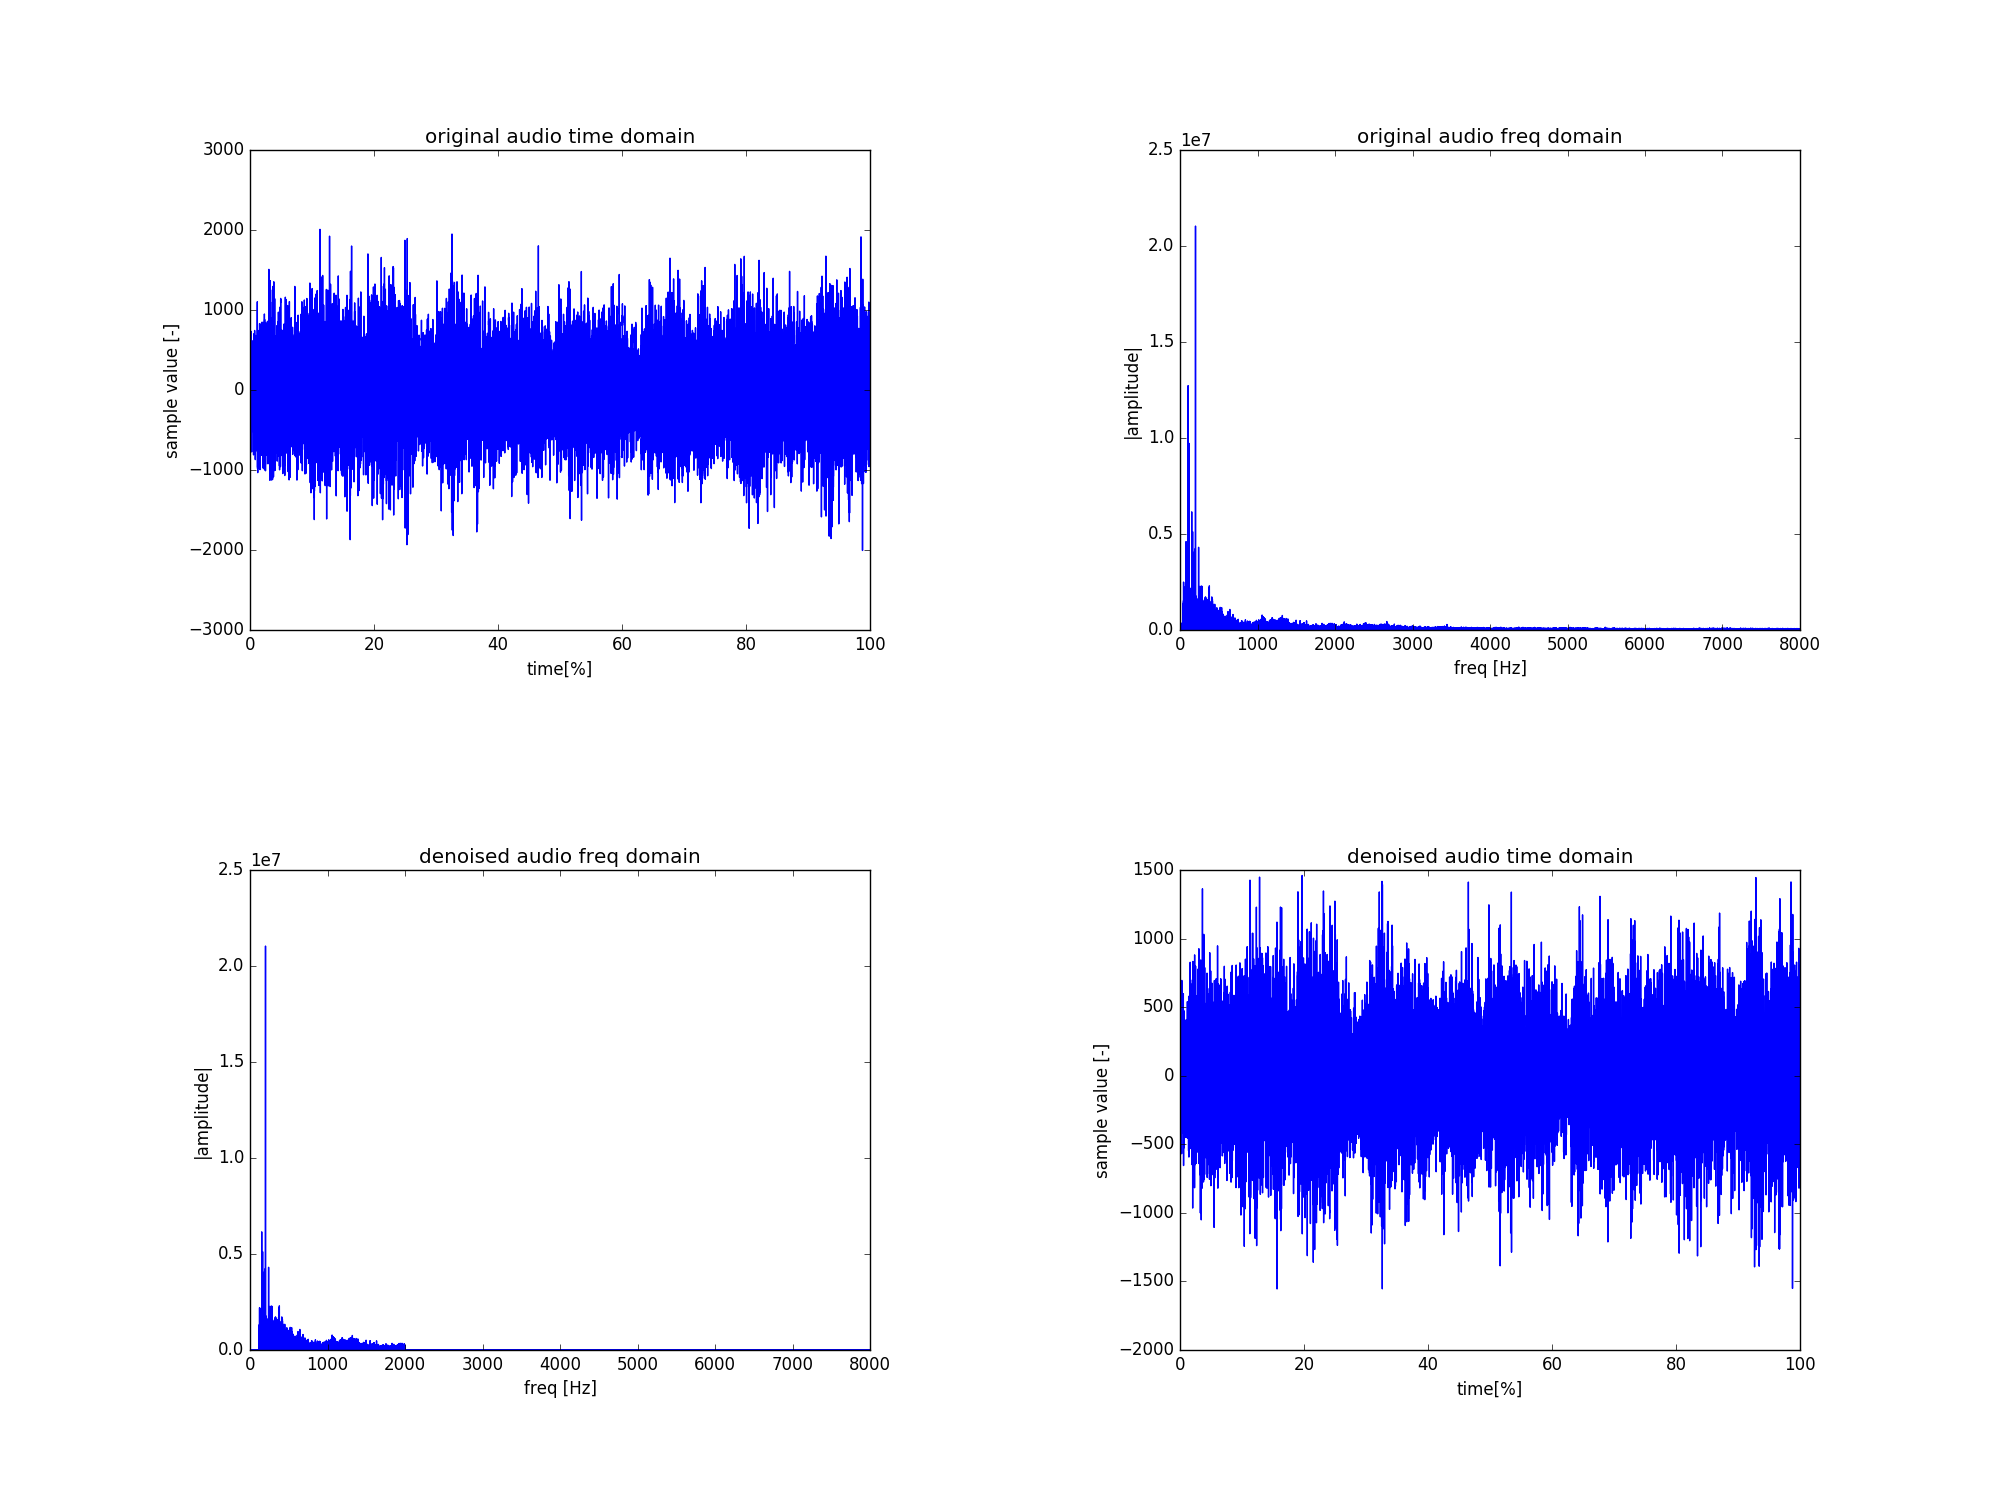 original audio time domain
3000
2000
1000
0
−1000
−2000
−3000
sample value [-]
0 20 40 60 80 100
time[%]
original audio freq domain
1e7
2.5
2.0
1.5
1.0
0.5
0.0
|amplitude|
0 1000 2000 3000 4000 5000 6000 7000 8000
freq [Hz]
denoised audio freq domain
1e7
2.5
2.0
1.5
1.0
0.5
0.0
|amplitude|
0 1000 2000 3000 4000 5000 6000 7000 8000
freq [Hz]
denoised audio time domain
1500
1000
500
0
−500
−1000
−1500
−2000
sample value [-]
0 20 40 60 80 100
time[%]